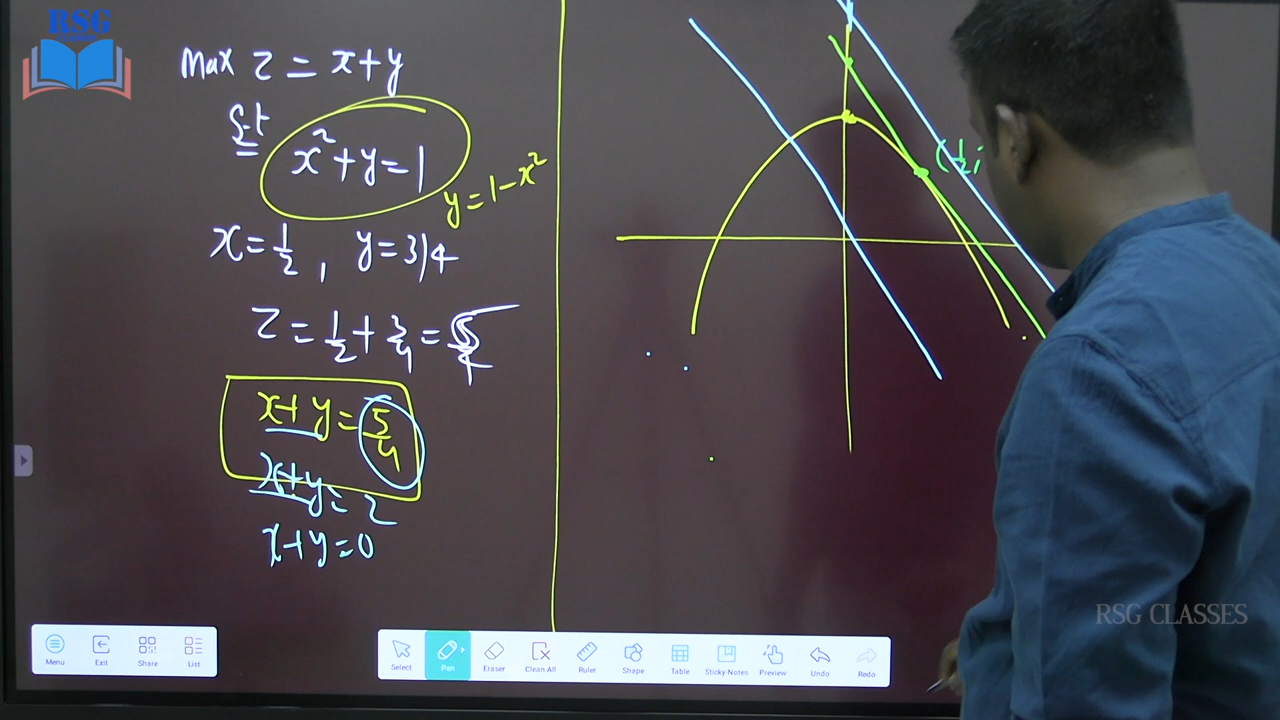 RSG
Max z = x+y
S.t
x²+y=1
y=1-x²
x=1/2, y=3/4
z=1/2+3/4=5/4
x+y=5/4
x+y=2
x+y=0
(1/2,
Menu Exit Share List
Select Pen Eraser Clean All Ruler Shape Table Sticky Notes Preview Undo Redo
RSG CLASSES